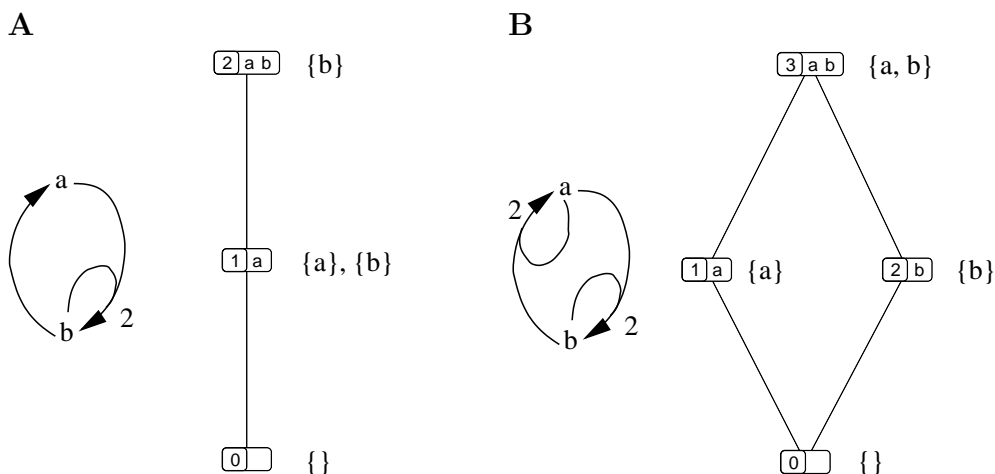 A
2 a b {b}
a
1 a {a}, {b}
b 2
0 {}
B
3 a b {a, b}
a
2
1 a {a}
2 b {b}
b 2
0 {}